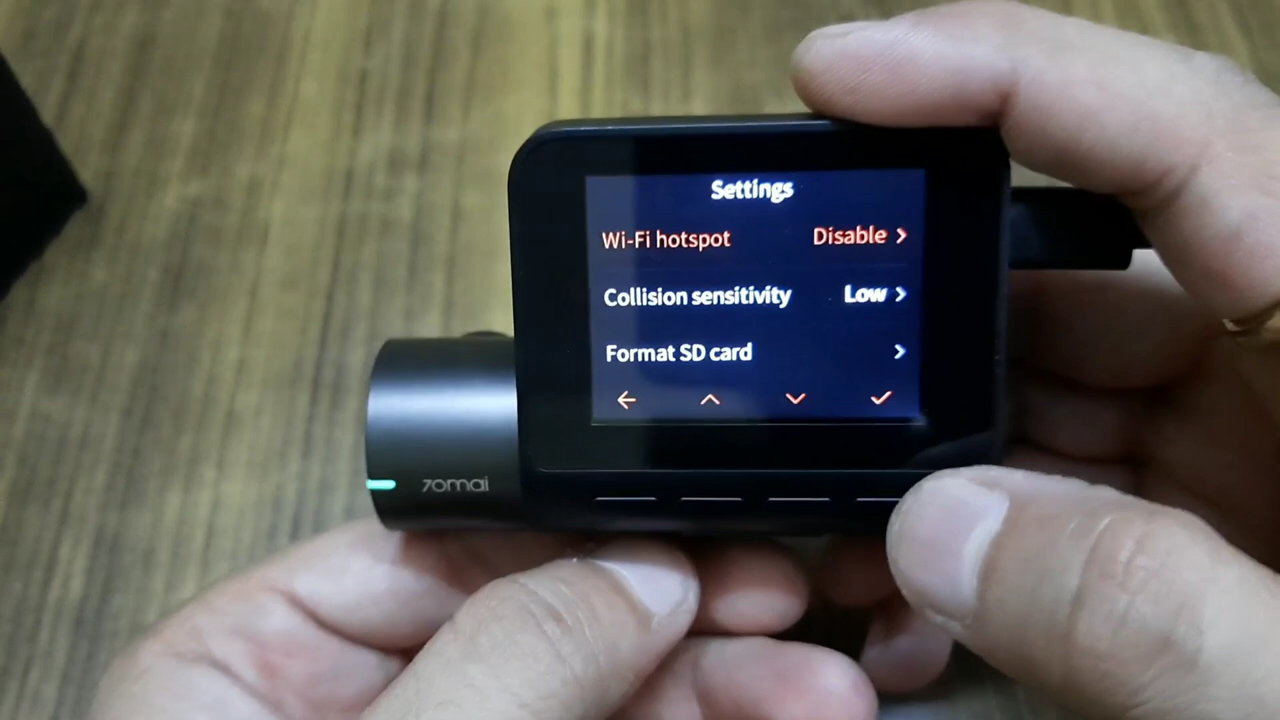 Settings
Wi-Fi hotspot Disable
Collision sensitivity Low
Format SD card
70mai